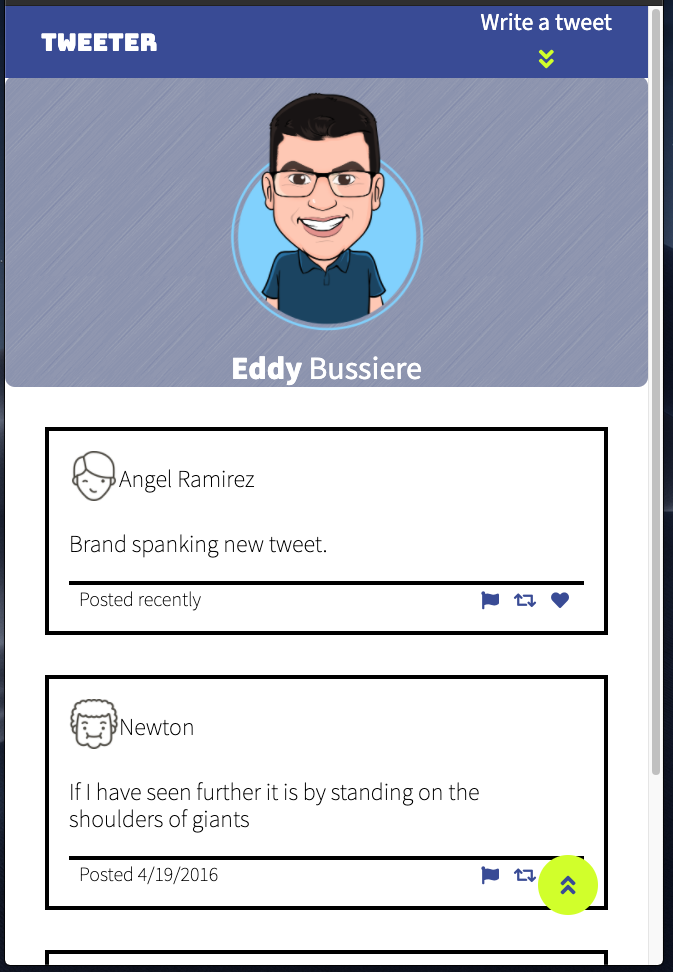 Write a tweet
TWEETER
Eddy Bussiere
Angel Ramirez
Brand spanking new tweet.
Posted recently
Newton
If I have seen further it is by standing on the
shoulders of giants
Posted 4/19/2016